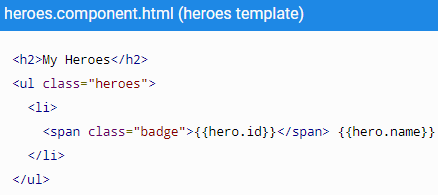 heroes.component.html (heroes template)
<h2>My Heroes</h2>
<ul class="heroes">
  <li>
    <span class="badge">{{hero.id}}</span> {{hero.name}}
  </li>
</ul>